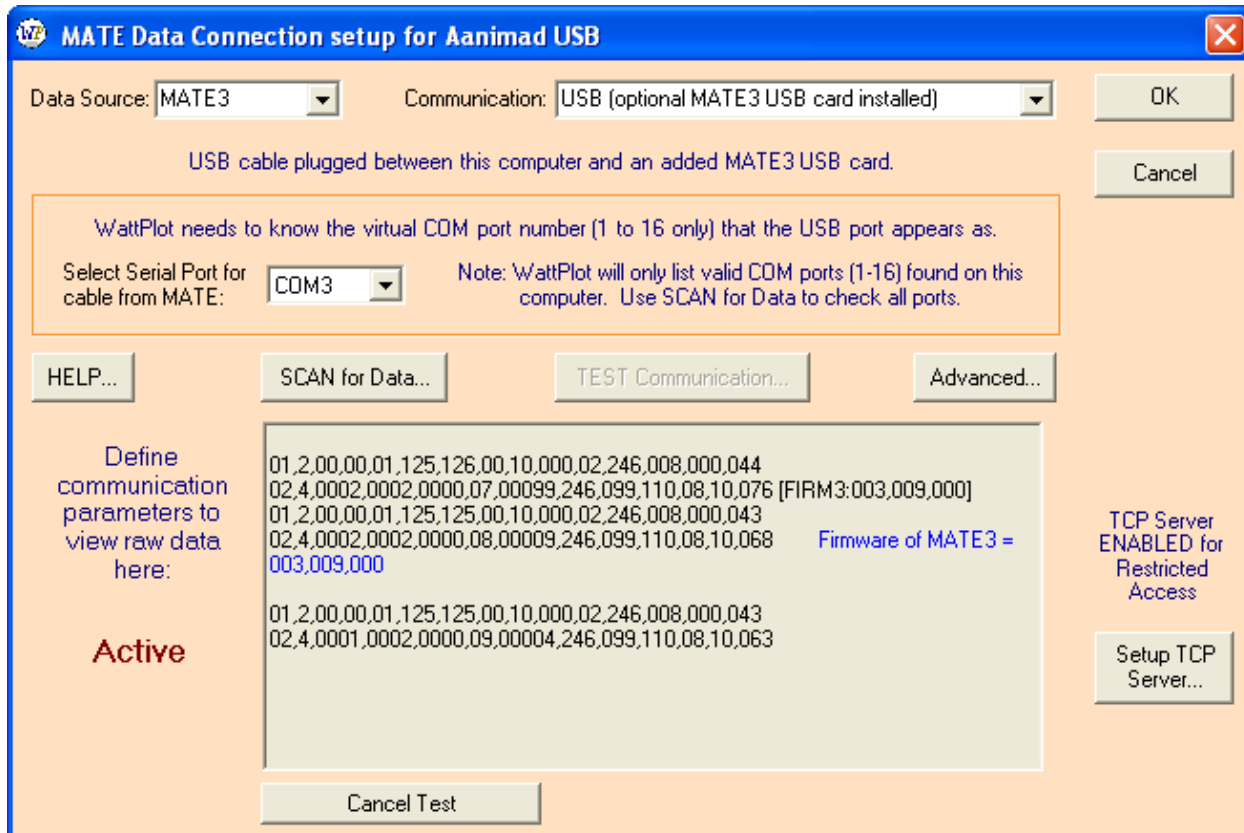 MATE Data Connection setup for Aanimad USB
Data Source: MATE3 Communication: USB (optional MATE3 USB card installed) OK
USB cable plugged between this computer and an added MATE3 USB card.
Cancel
WattPlot needs to know the virtual COM port number (1 to 16 only) that the USB port appears as.
Select Serial Port for
cable from MATE:
COM3
Note: WattPlot will only list valid COM ports (1-16) found on this
computer. Use SCAN for Data to check all ports.
HELP... SCAN for Data... TEST Communication... Advanced...
Define
communication
parameters to
view raw data
here:
Active
01,2,00,00,01,125,126,00,10,000,02,246,008,000,044
02,4,0002,0002,0000,07,00099,246,099,110,08,10,076 [FIRM3:003,009,000]
01,2,00,00,01,125,125,00,10,000,02,246,008,000,043
02,4,0002,0002,0000,08,00009,246,099,110,08,10,068 Firmware of MATE3 =
003,009,000
01,2,00,00,01,125,125,00,10,000,02,246,008,000,043
02,4,0001,0002,0000,09,00004,246,099,110,08,10,063
TCP Server
ENABLED for
Restricted
Access
Setup TCP
Server...
Cancel Test